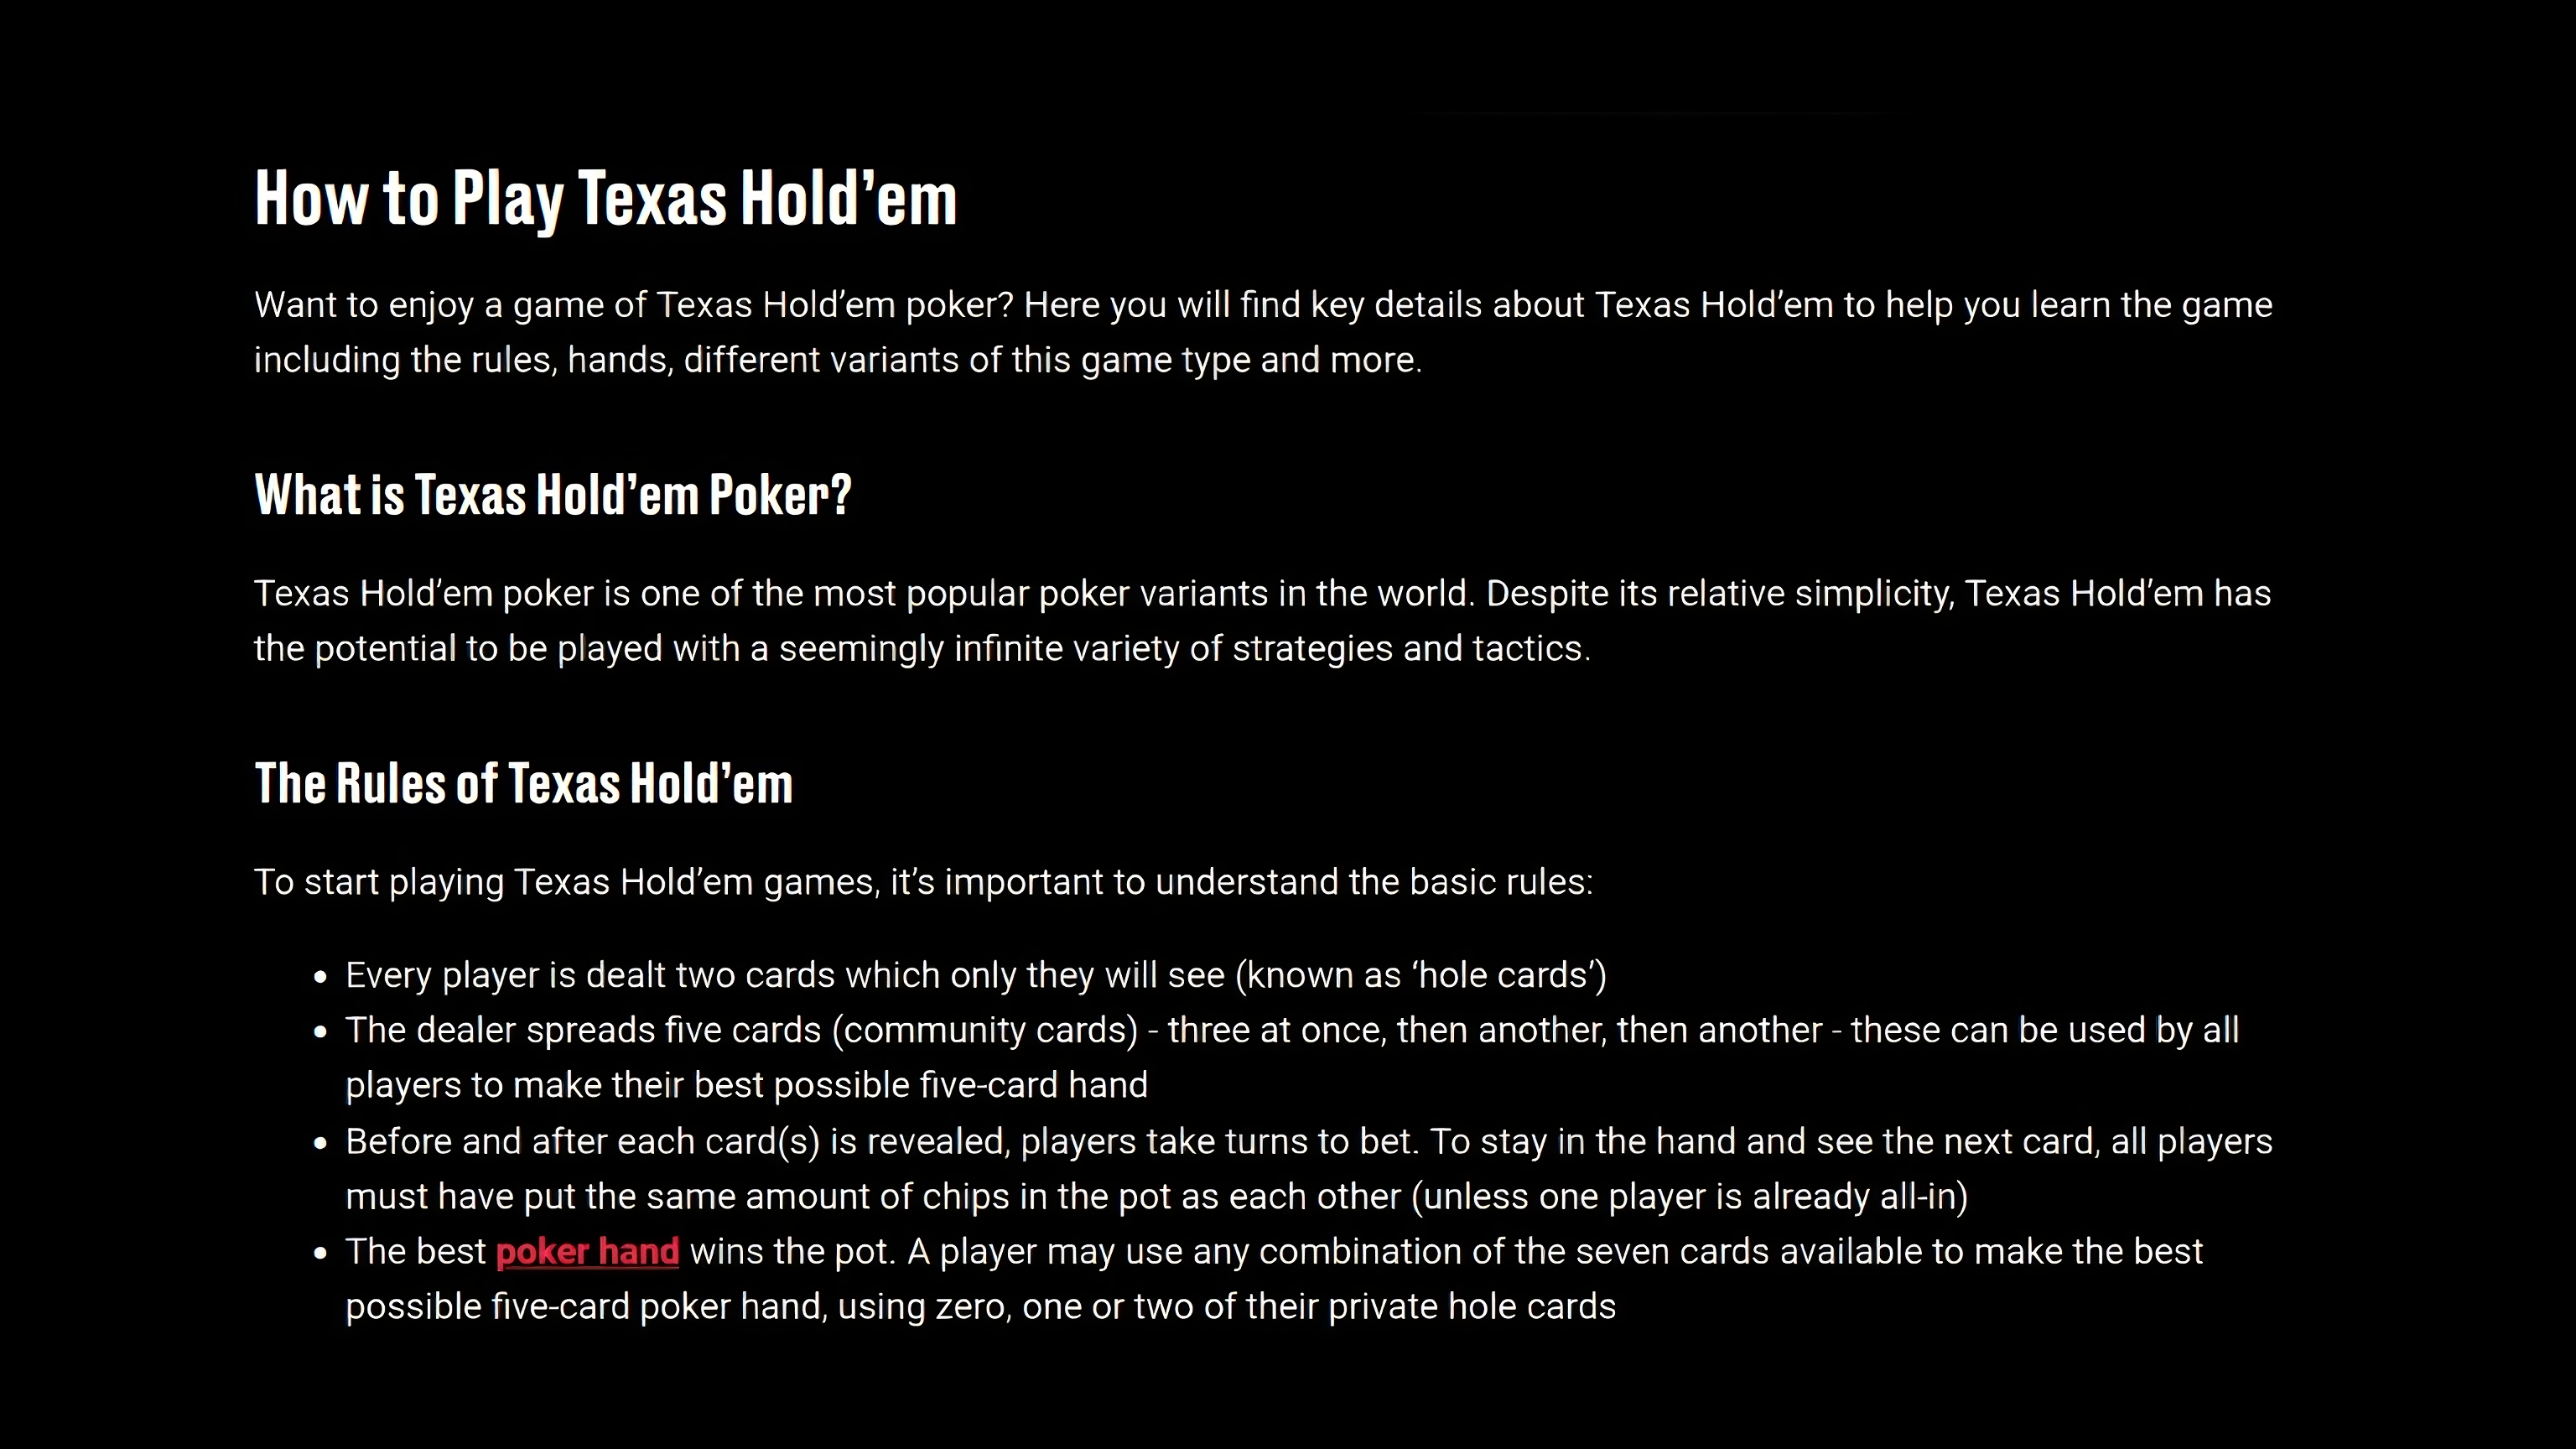 How to Play Texas Hold’em
Want to enjoy a game of Texas Hold’em poker? Here you will find key details about Texas Hold’em to help you learn the game
including the rules, hands, different variants of this game type and more.
What is Texas Hold’em Poker?
Texas Hold’em poker is one of the most popular poker variants in the world. Despite its relative simplicity, Texas Hold’em has
the potential to be played with a seemingly infinite variety of strategies and tactics.
The Rules of Texas Hold’em
To start playing Texas Hold’em games, it’s important to understand the basic rules:
• Every player is dealt two cards which only they will see (known as ‘hole cards’)
• The dealer spreads five cards (community cards) - three at once, then another, then another - these can be used by all
players to make their best possible five-card hand
• Before and after each card(s) is revealed, players take turns to bet. To stay in the hand and see the next card, all players
must have put the same amount of chips in the pot as each other (unless one player is already all-in)
• The best poker hand wins the pot. A player may use any combination of the seven cards available to make the best
possible five-card poker hand, using zero, one or two of their private hole cards